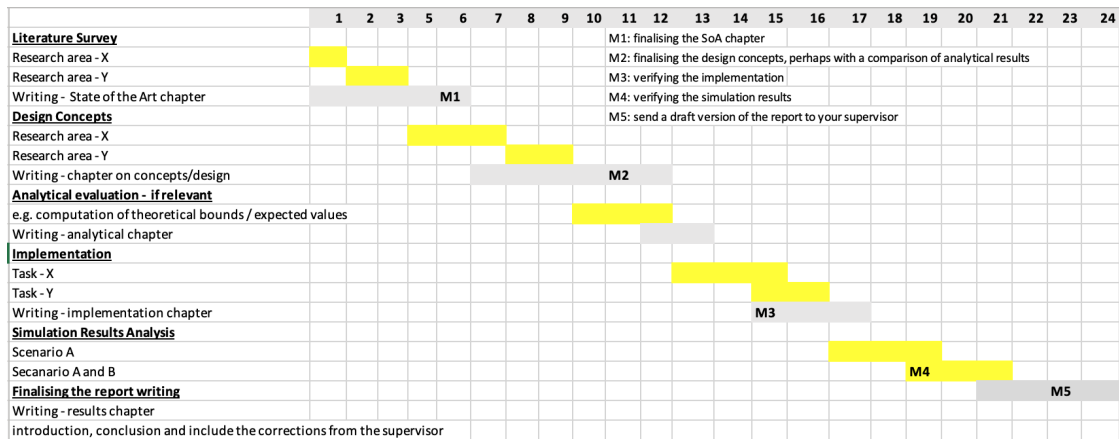 1 2 3 5 6 7 8 9 10 11 12 13 14 15 16 17 18 19 20 21 22 23 24
Literature Survey M1: finalising the SoA chapter
Research area - X M2: finalising the design concepts, perhaps with a comparison of analytical results
Research area - Y M3: verifying the implementation
Writing - State of the Art chapter M1 M4: verifying the simulation results
Design Concepts M5: send a draft version of the report to your supervisor
Research area - X
Research area - Y
Writing - chapter on concepts/design M2
Analytical evaluation - if relevant
e.g. computation of theoretical bounds / expected values
Writing - analytical chapter
Implementation
Task - X
Task - Y
Writing - implementation chapter M3
Simulation Results Analysis
Scenario A
Secanario A and B M4
Finalising the report writing M5
Writing - results chapter
introduction, conclusion and include the corrections from the supervisor